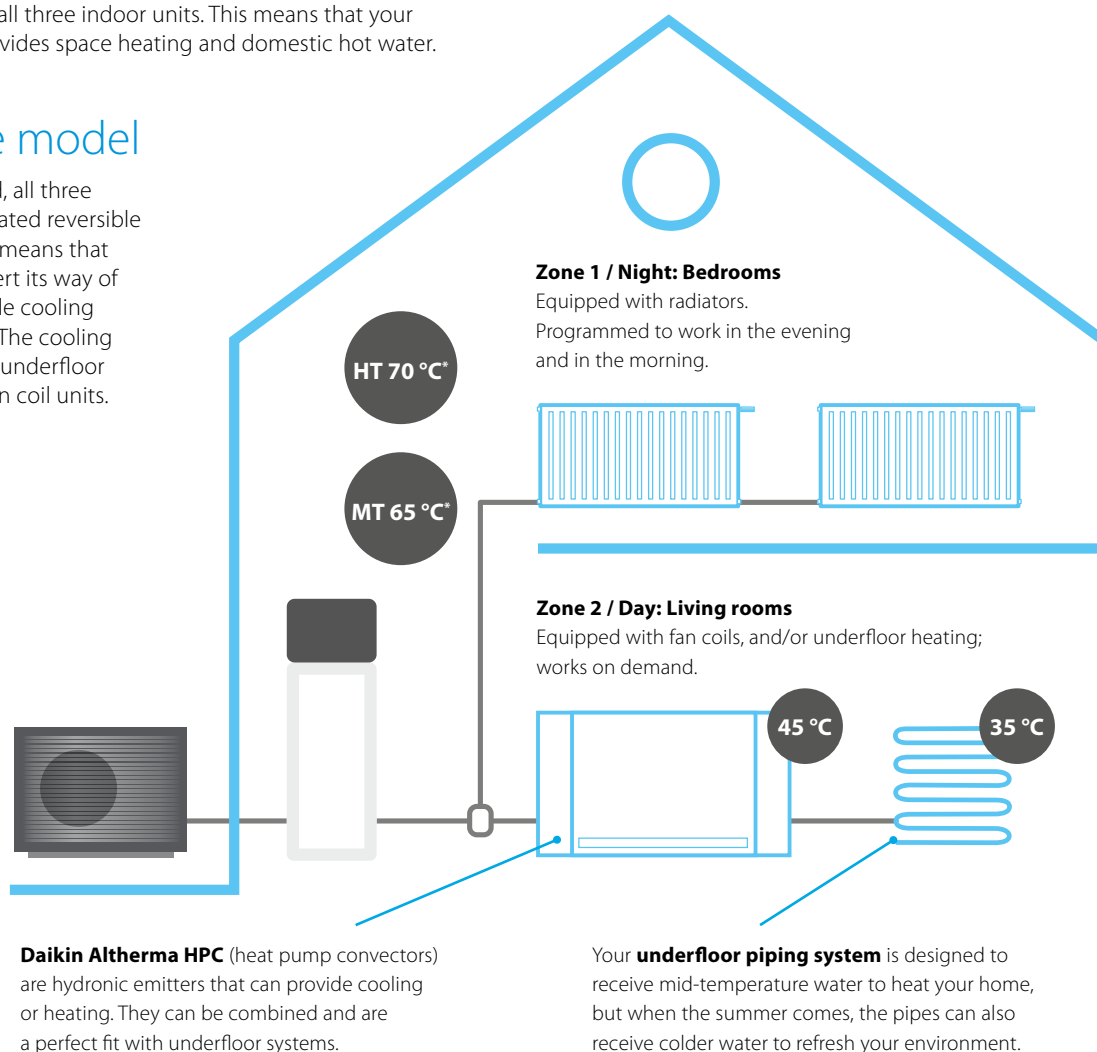 all three indoor units. This means that your
vides space heating and domestic hot water.
model
, all three
ated reversible
means that
ert its way of
le cooling
The cooling
underfloor
n coil units.
HT 70 °C*
MT 65 °C*
Zone 1 / Night: Bedrooms
Equipped with radiators.
Programmed to work in the evening
and in the morning.
Zone 2 / Day: Living rooms
Equipped with fan coils, and/or underfloor heating;
works on demand.
45 °C
35 °C
Daikin Altherma HPC (heat pump convectors)
are hydronic emitters that can provide cooling
or heating. They can be combined and are
a perfect fit with underfloor systems.
Your underfloor piping system is designed to
receive mid-temperature water to heat your home,
but when the summer comes, the pipes can also
receive colder water to refresh your environment.